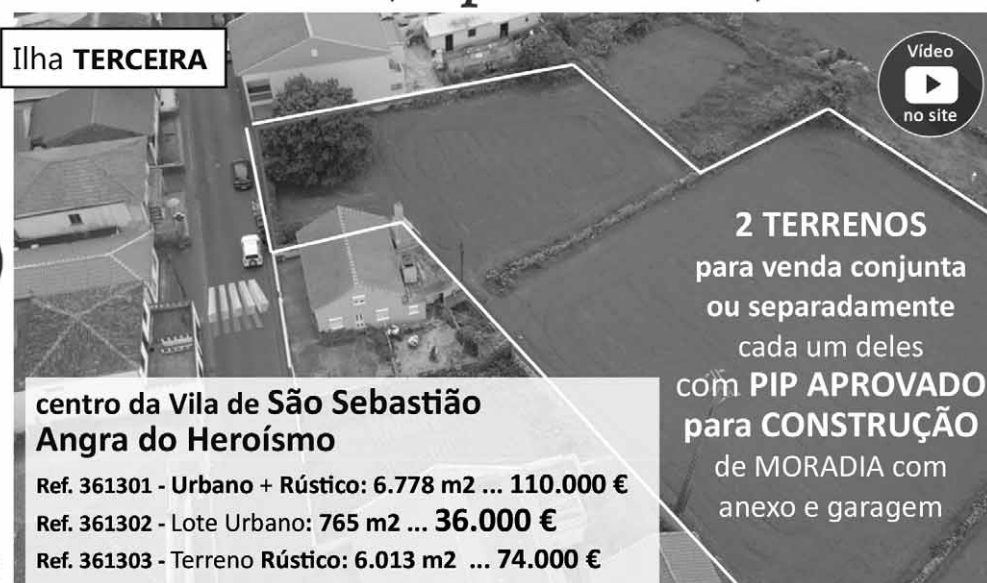 Ilha TERCEIRA
Vídeo
no site
2 TERRENOS
para venda conjunta
ou separadamente
cada um deles
com PIP APROVADO
para CONSTRUÇÃO
de MORADIA com
anexo e garagem
centro da Vila de São Sebastião
Angra do Heroísmo
Ref. 361301 - Urbano + Rústico: 6.778 m2 ... 110.000 €
Ref. 361302 - Lote Urbano: 765 m2 ... 36.000 €
Ref. 361303 - Terreno Rústico: 6.013 m2 ... 74.000 €